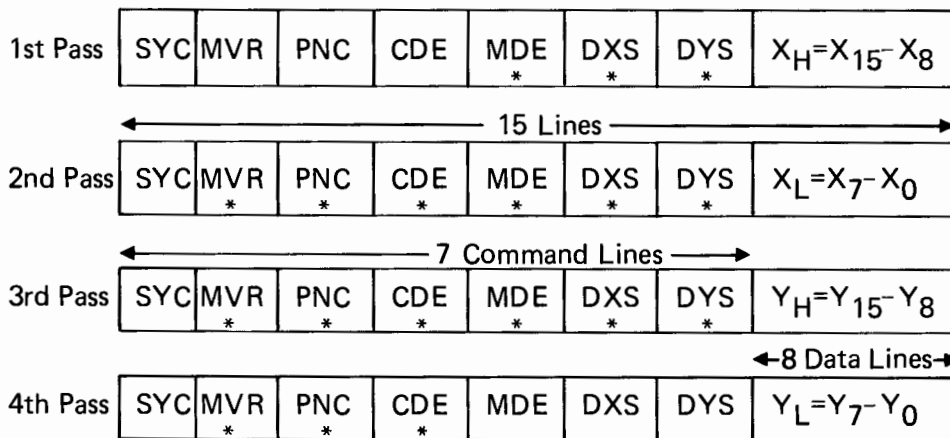 1st Pass SYC MVR PNC CDE MDE DXS DYS X_H=X_15-X_8
* * *
15 Lines
2nd Pass SYC MVR PNC CDE MDE DXS DYS X_L=X_7-X_0
* * * * * *
7 Command Lines
3rd Pass SYC MVR PNC CDE MDE DXS DYS Y_H=Y_15-Y_8
* * * * * *
8 Data Lines
4th Pass SYC MVR PNC CDE MDE DXS DYS Y_L=Y_7-Y_0
* * *